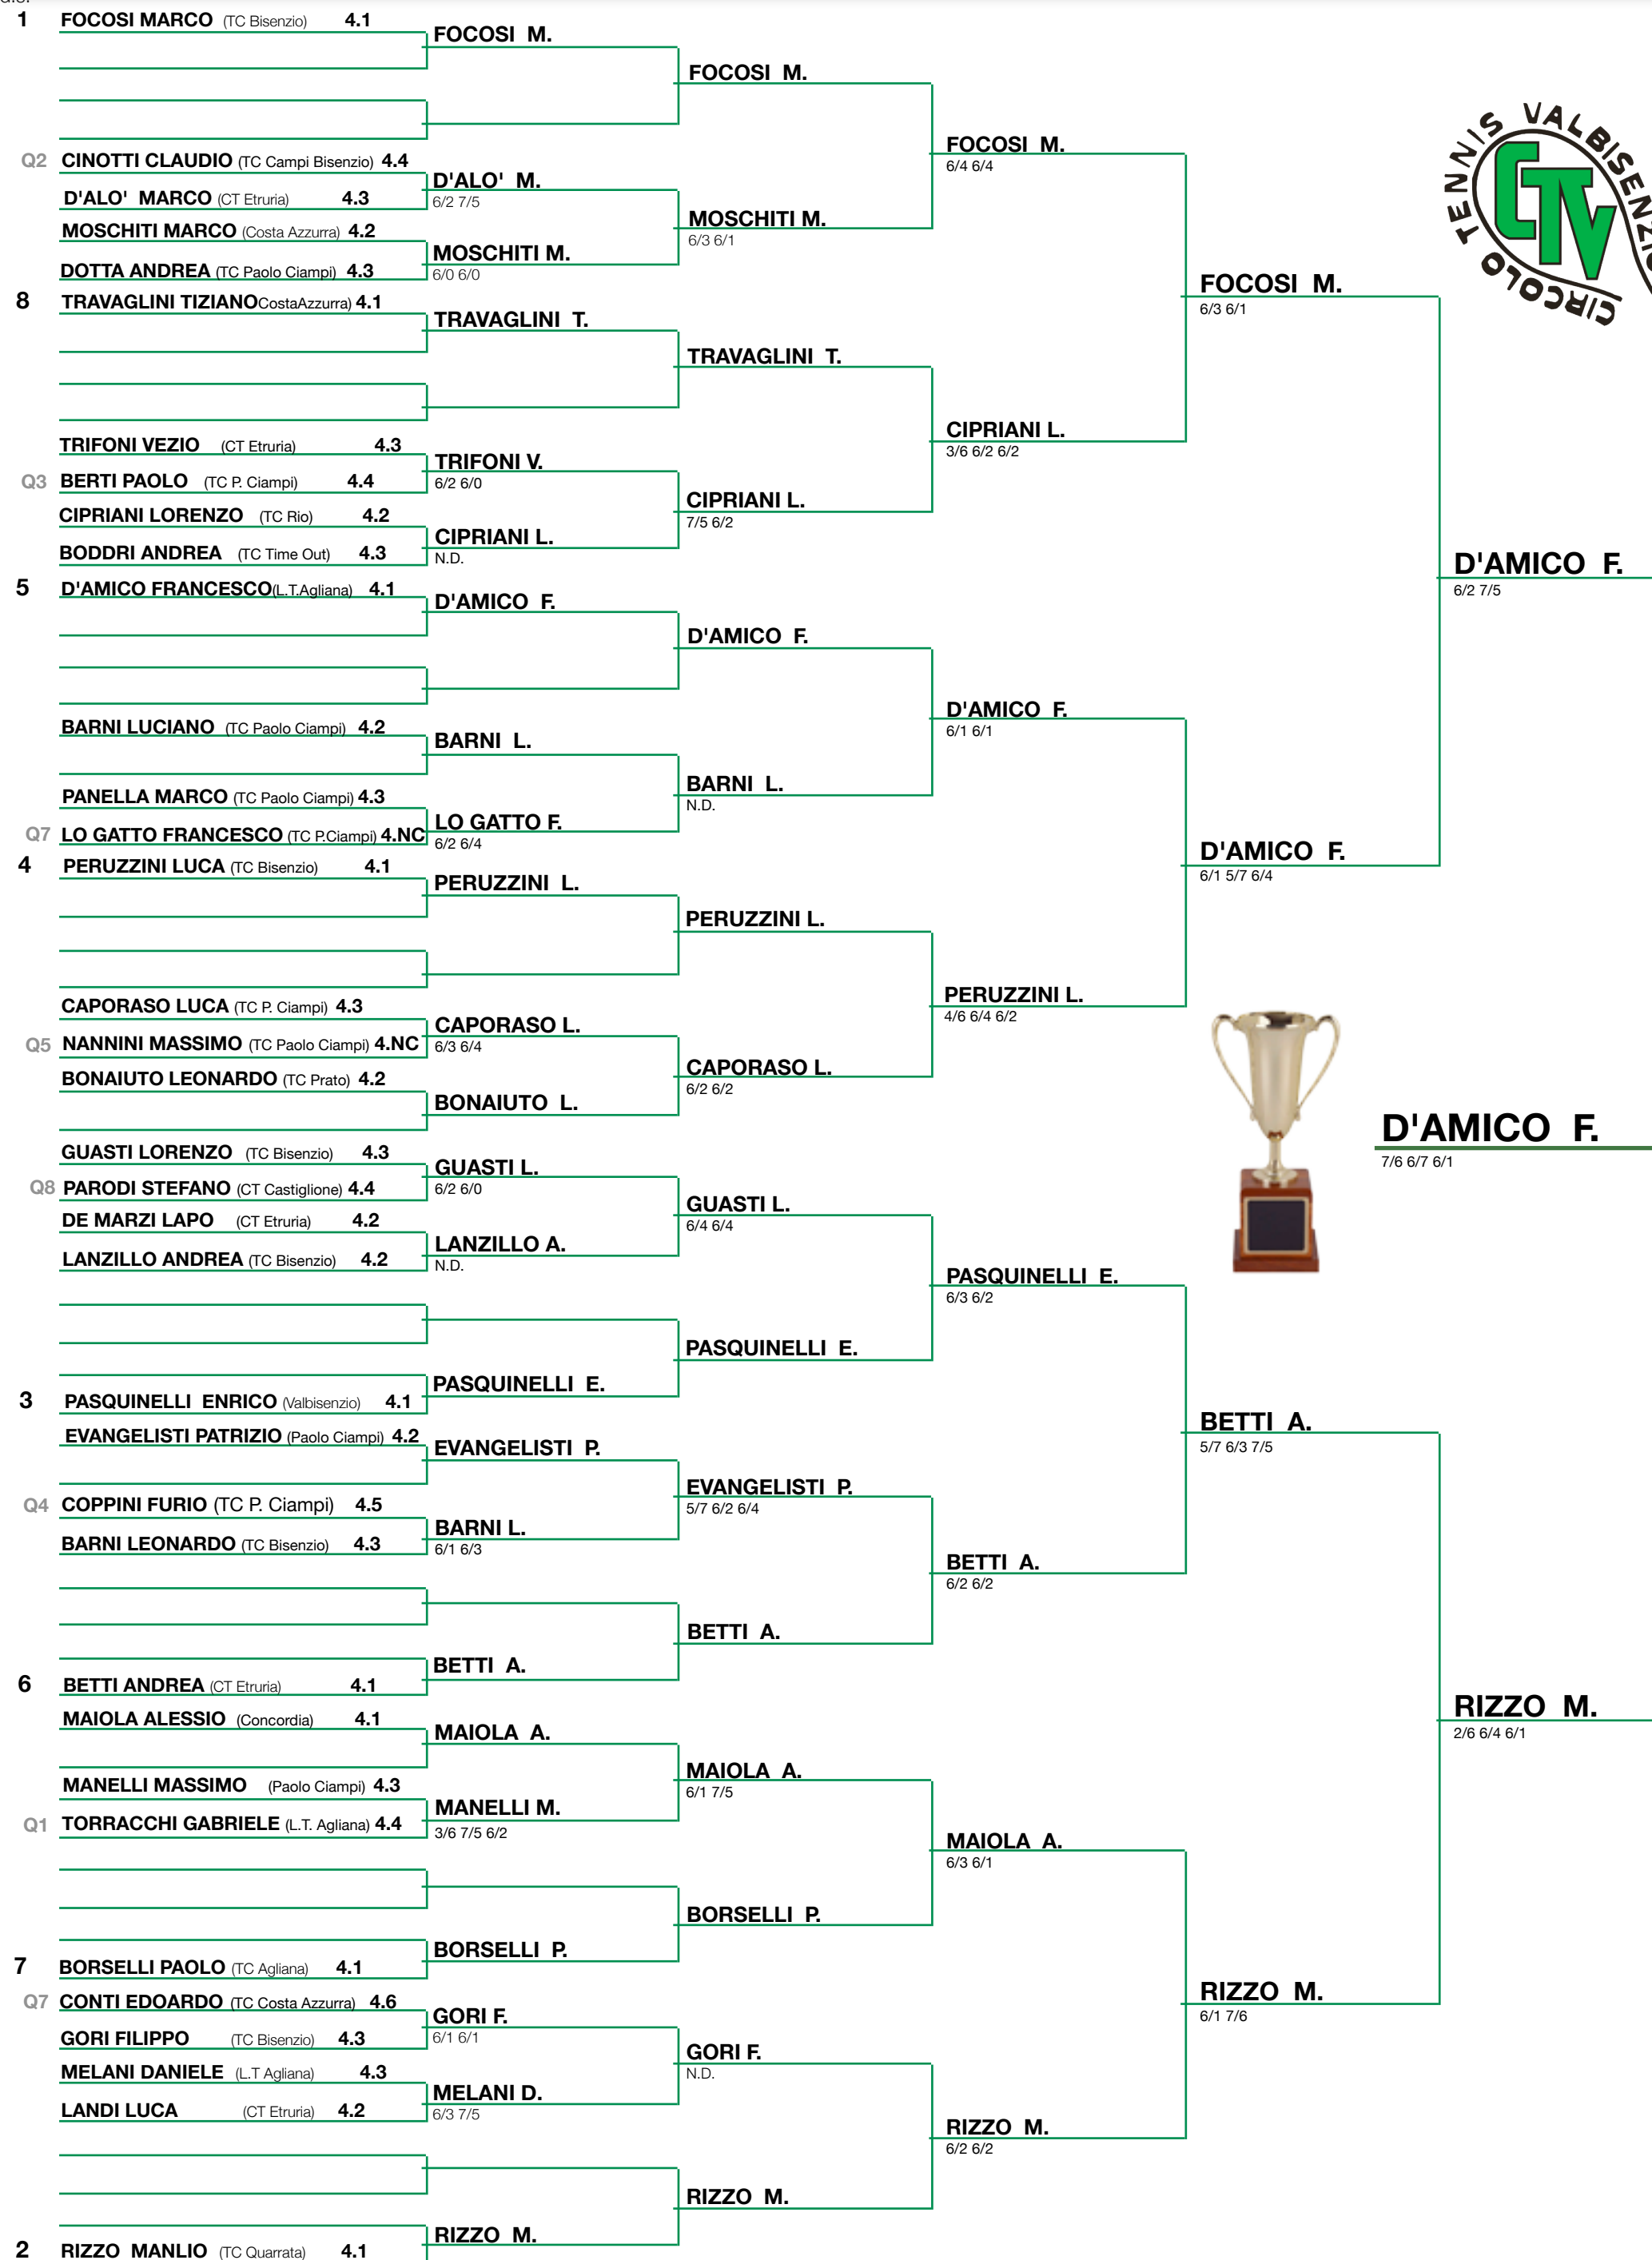 1 FOCOSI MARCO (TC Bisenzio) 4.1
Q2 CINOTTI CLAUDIO (TC Campi Bisenzio) 4.4
D'ALO' MARCO (CT Etruria) 4.3
MOSCHITI MARCO (Costa Azzurra) 4.2
DOTTA ANDREA (TC Paolo Ciampi) 4.3
8 TRAVAGLINI TIZIANOCostaAzzurra) 4.1
TRIFONI VEZIO (CT Etruria) 4.3
Q3 BERTI PAOLO (TC P. Ciampi) 4.4
CIPRIANI LORENZO (TC Rio) 4.2
BODDRI ANDREA (TC Time Out) 4.3
5 D'AMICO FRANCESCO(L.T.Agliana) 4.1
BARNI LUCIANO (TC Paolo Ciampi) 4.2
PANELLA MARCO (TC Paolo Ciampi) 4.3
Q7 LO GATTO FRANCESCO (TC P.Ciampi) 4.NC
4 PERUZZINI LUCA (TC Bisenzio) 4.1
CAPORASO LUCA (TC P. Ciampi) 4.3
Q5 NANNINI MASSIMO (TC Paolo Ciampi) 4.NC
BONAIUTO LEONARDO (TC Prato) 4.2
GUASTI LORENZO (TC Bisenzio) 4.3
Q8 PARODI STEFANO (CT Castiglione) 4.4
DE MARZI LAPO (CT Etruria) 4.2
LANZILLO ANDREA (TC Bisenzio) 4.2
3 PASQUINELLI ENRICO (Valbisenzio) 4.1
EVANGELISTI PATRIZIO (Paolo Ciampi) 4.2
Q4 COPPINI FURIO (TC P. Ciampi) 4.5
BARNI LEONARDO (TC Bisenzio) 4.3
6 BETTI ANDREA (CT Etruria) 4.1
MAIOLA ALESSIO (Concordia) 4.1
MANELLI MASSIMO (Paolo Ciampi) 4.3
Q1 TORRACCHI GABRIELE (L.T. Agliana) 4.4
7 BORSELLI PAOLO (TC Agliana) 4.1
Q7 CONTI EDOARDO (TC Costa Azzurra) 4.6
GORI FILIPPO (TC Bisenzio) 4.3
MELANI DANIELE (L.T Agliana) 4.3
LANDI LUCA (CT Etruria) 4.2
2 RIZZO MANLIO (TC Quarrata) 4.1
FOCOSI M.
D'ALO' M.
6/2 7/5
MOSCHITI M.
6/0 6/0
TRAVAGLINI T.
TRIFONI V.
6/2 6/0
CIPRIANI L.
N.D.
D'AMICO F.
BARNI L.
LO GATTO F.
6/2 6/4
PERUZZINI L.
CAPORASO L.
6/3 6/4
BONAIUTO L.
GUASTI L.
6/2 6/0
LANZILLO A.
N.D.
PASQUINELLI E.
EVANGELISTI P.
BARNI L.
6/1 6/3
BETTI A.
MAIOLA A.
MANELLI M.
3/6 7/5 6/2
BORSELLI P.
GORI F.
6/1 6/1
MELANI D.
6/3 7/5
RIZZO M.
FOCOSI M.
MOSCHITI M.
6/3 6/1
TRAVAGLINI T.
CIPRIANI L.
7/5 6/2
D'AMICO F.
BARNI L.
N.D.
PERUZZINI L.
CAPORASO L.
6/2 6/2
GUASTI L.
6/4 6/4
PASQUINELLI E.
EVANGELISTI P.
5/7 6/2 6/4
BETTI A.
MAIOLA A.
6/1 7/5
BORSELLI P.
GORI F.
N.D.
RIZZO M.
FOCOSI M.
6/4 6/4
CIPRIANI L.
3/6 6/2 6/2
D'AMICO F.
6/1 6/1
PERUZZINI L.
4/6 6/4 6/2
PASQUINELLI E.
6/3 6/2
BETTI A.
6/2 6/2
MAIOLA A.
6/3 6/1
RIZZO M.
6/2 6/2
FOCOSI M.
6/3 6/1
D'AMICO F.
6/1 5/7 6/4
BETTI A.
5/7 6/3 7/5
RIZZO M.
6/1 7/6
D'AMICO F.
6/2 7/5
RIZZO M.
2/6 6/4 6/1
D'AMICO F.
7/6 6/7 6/1
CIRCOLO TENNIS VALBISENZIO
CTV